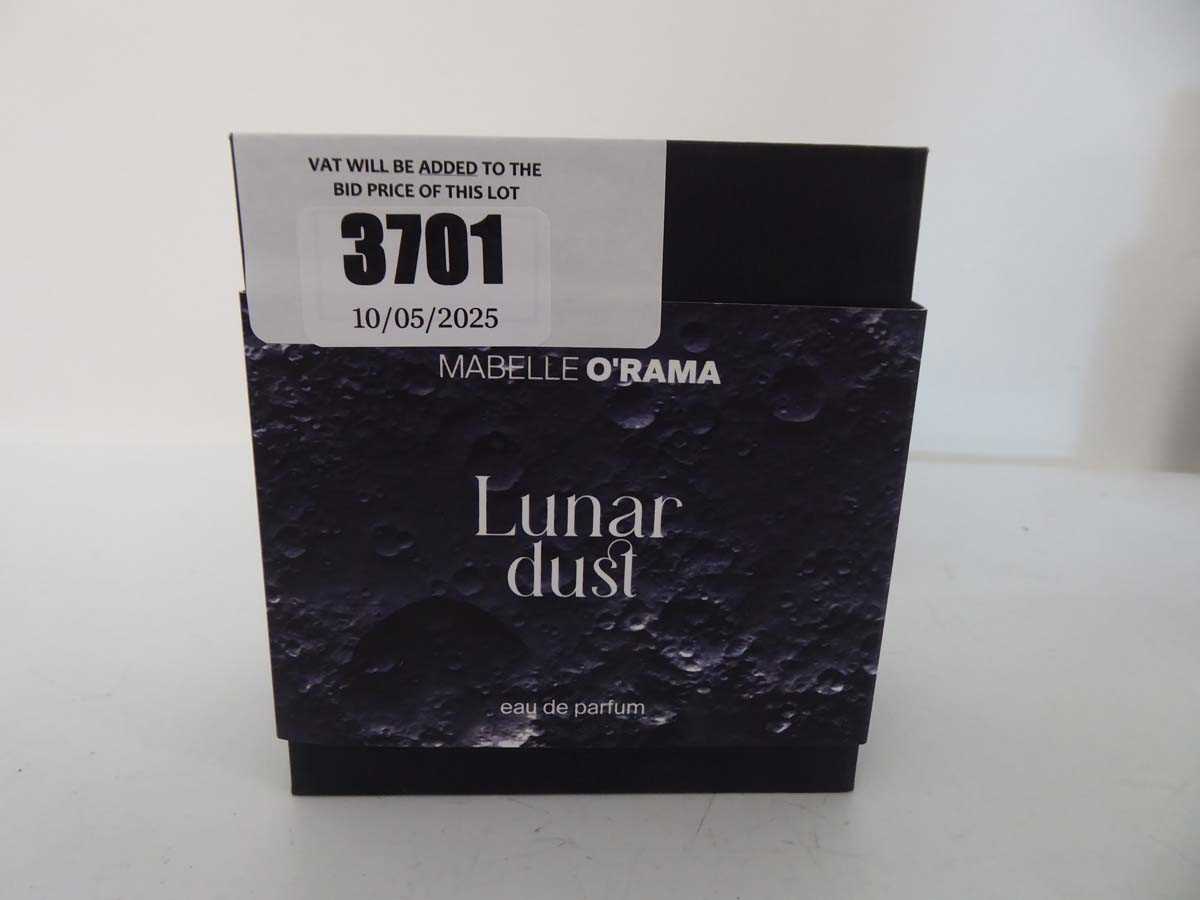 VAT WILL BE ADDED TO THE
BID PRICE OF THIS LOT
3701
10/05/2025
MABELLE O'RAMA
Lunar
dust
eau de parfum